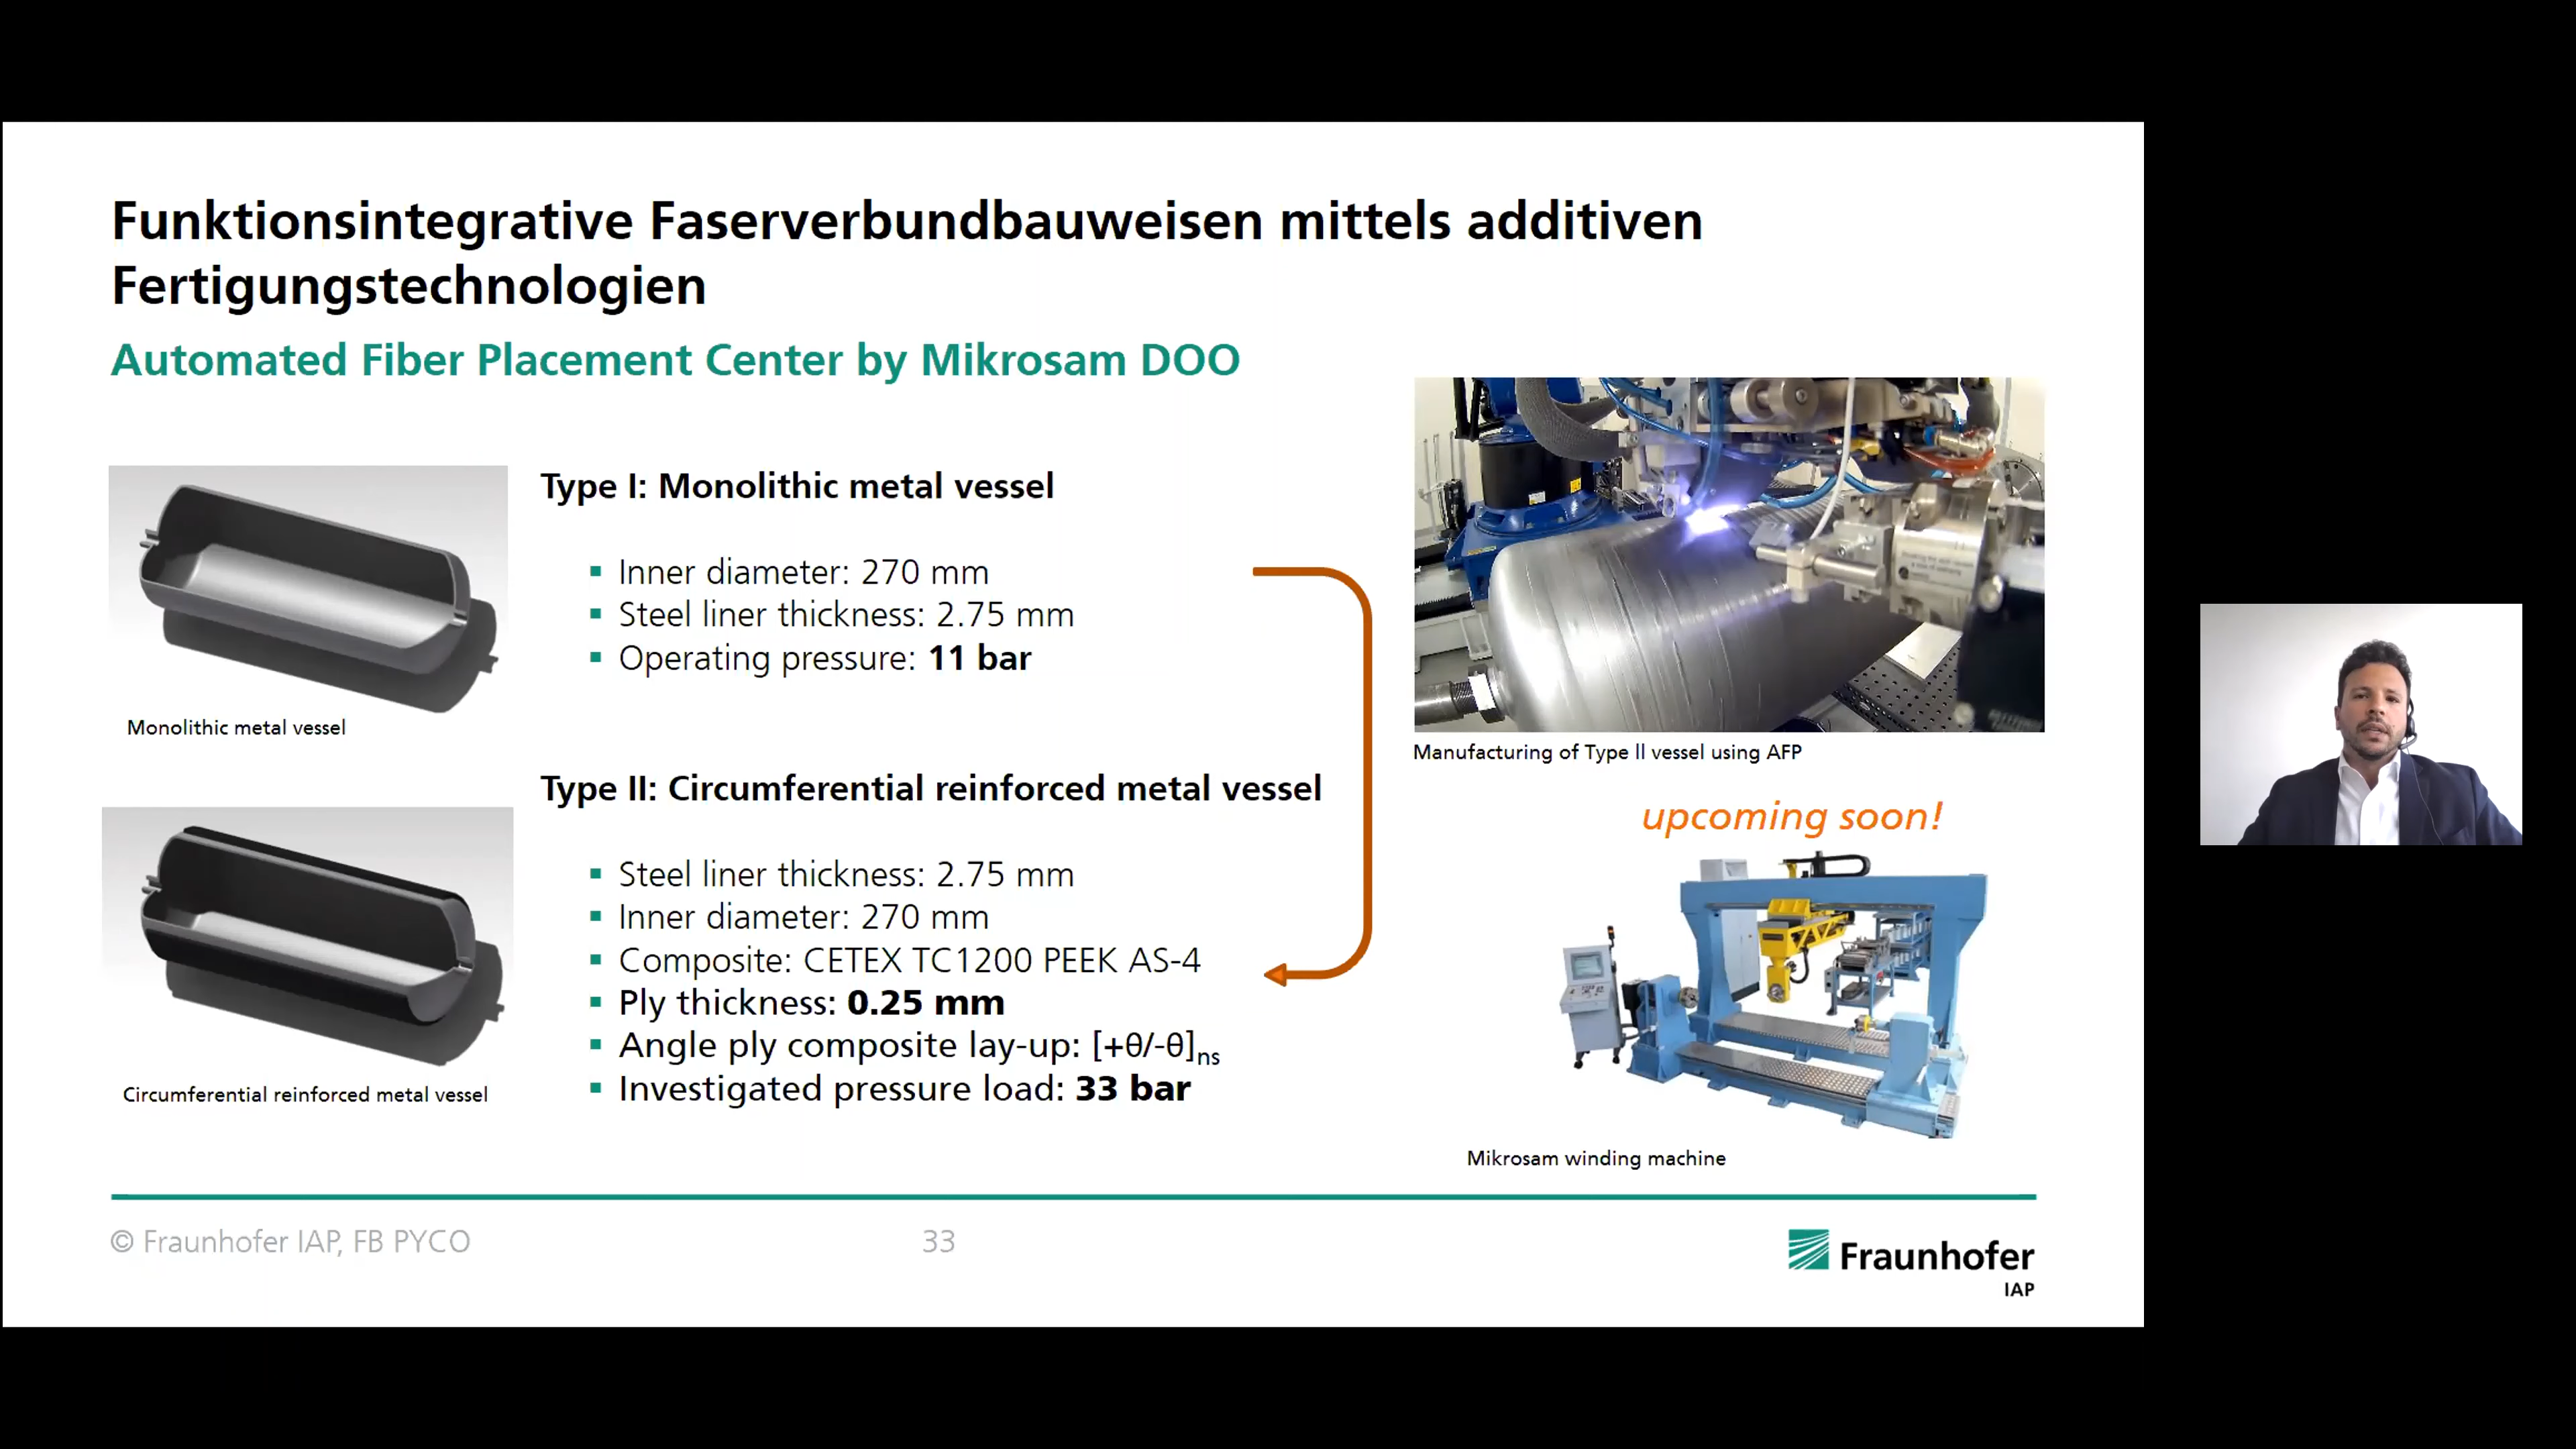 Funktionsintegrative Faserverbundbauweisen mittels additiven
Fertigungstechnologien
Automated Fiber Placement Center by Mikrosam DOO
Monolithic metal vessel
Type I: Monolithic metal vessel
▪ Inner diameter: 270 mm
▪ Steel liner thickness: 2.75 mm
▪ Operating pressure: 11 bar
Circumferential reinforced metal vessel
Type II: Circumferential reinforced metal vessel
▪ Steel liner thickness: 2.75 mm
▪ Inner diameter: 270 mm
▪ Composite: CETEX TC1200 PEEK AS-4
▪ Ply thickness: 0.25 mm
▪ Angle ply composite lay-up: [+θ/-θ]ns
▪ Investigated pressure load: 33 bar
Manufacturing of Type II vessel using AFP
upcoming soon!
Mikrosam winding machine
© Fraunhofer IAP, FB PYCO
33
Fraunhofer
IAP